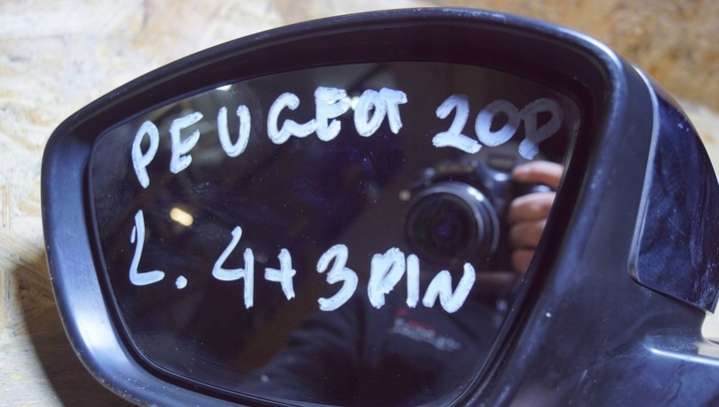 PEUGEOT 208
L. 4+3PIN